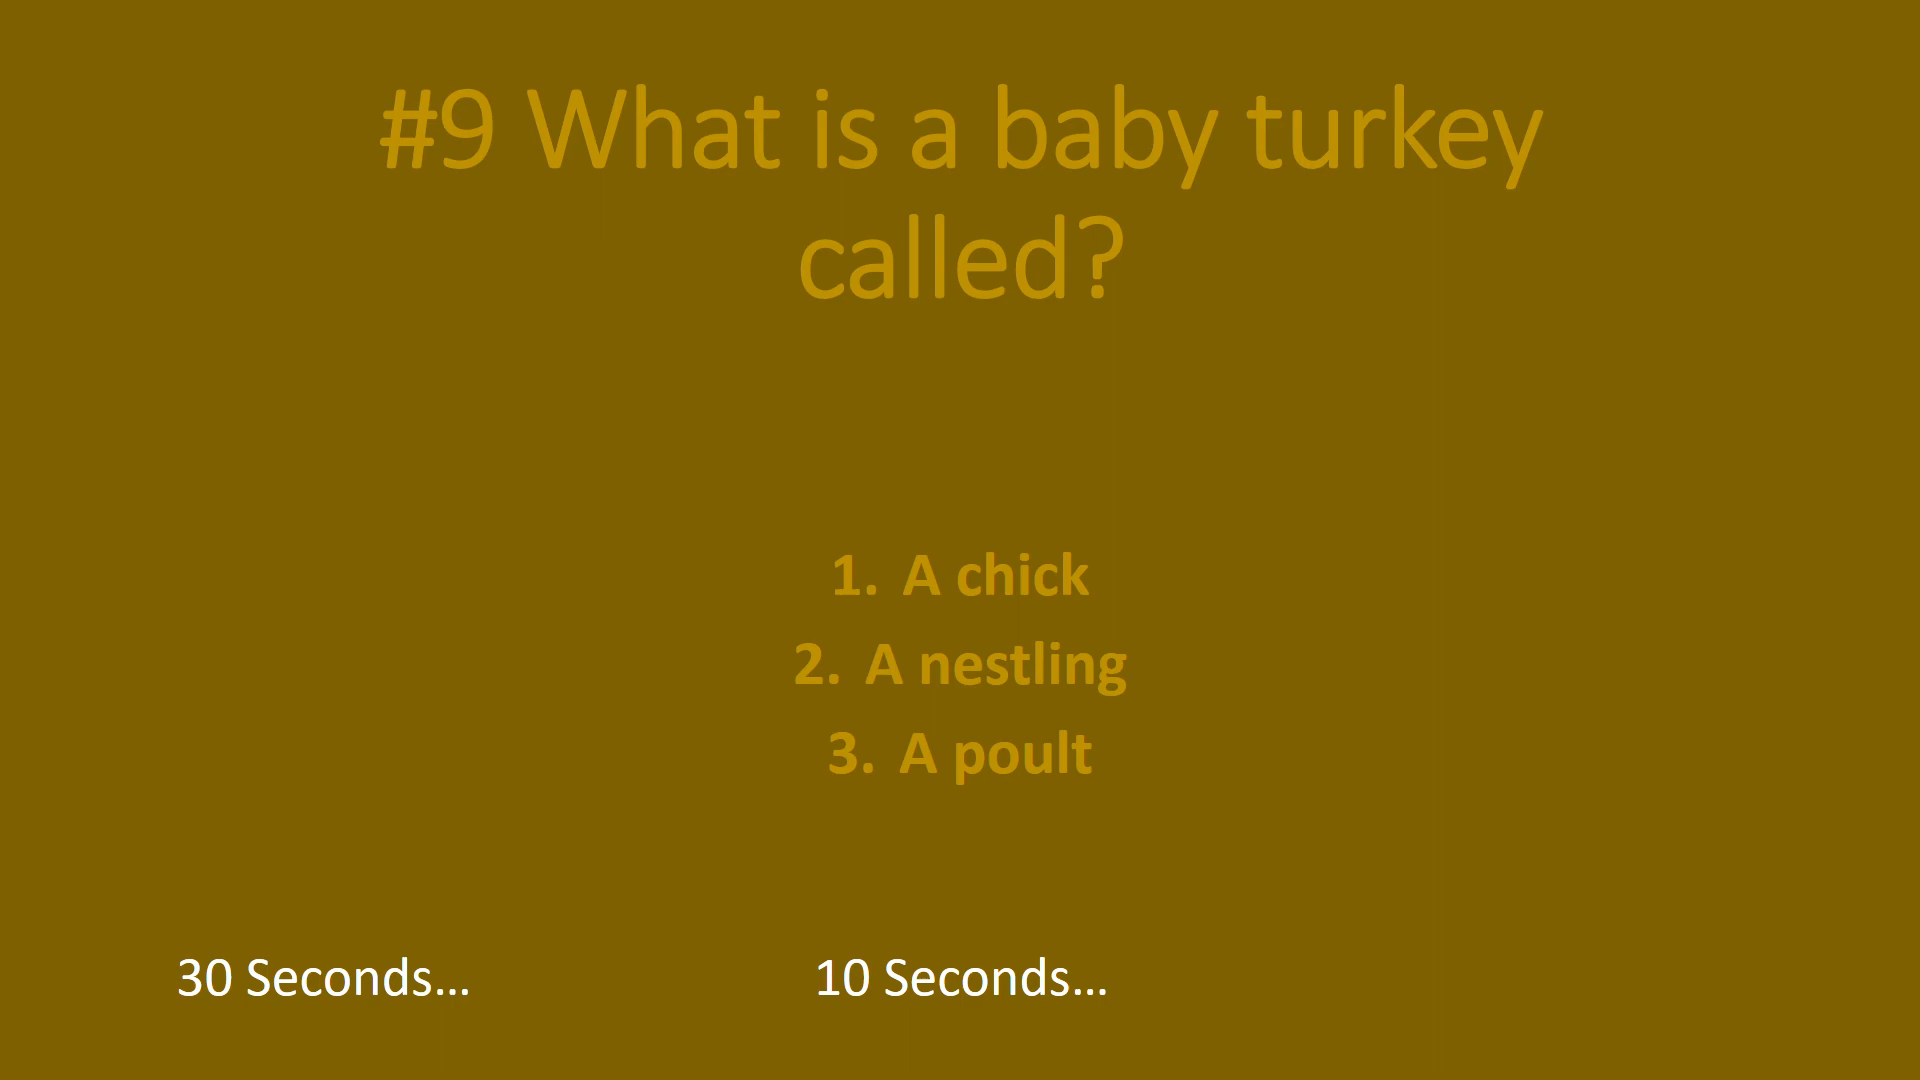 #9 What is a baby turkey
called?
1. A chick
2. A nestling
3. A poult
30 Seconds...
10 Seconds...